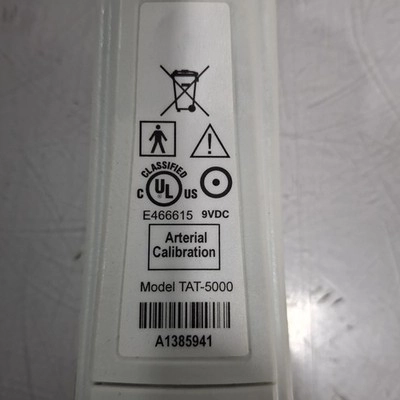 CLASSIFIED
C UL US
E466615 9VDC
Arterial
Calibration
Model TAT-5000
A1385941